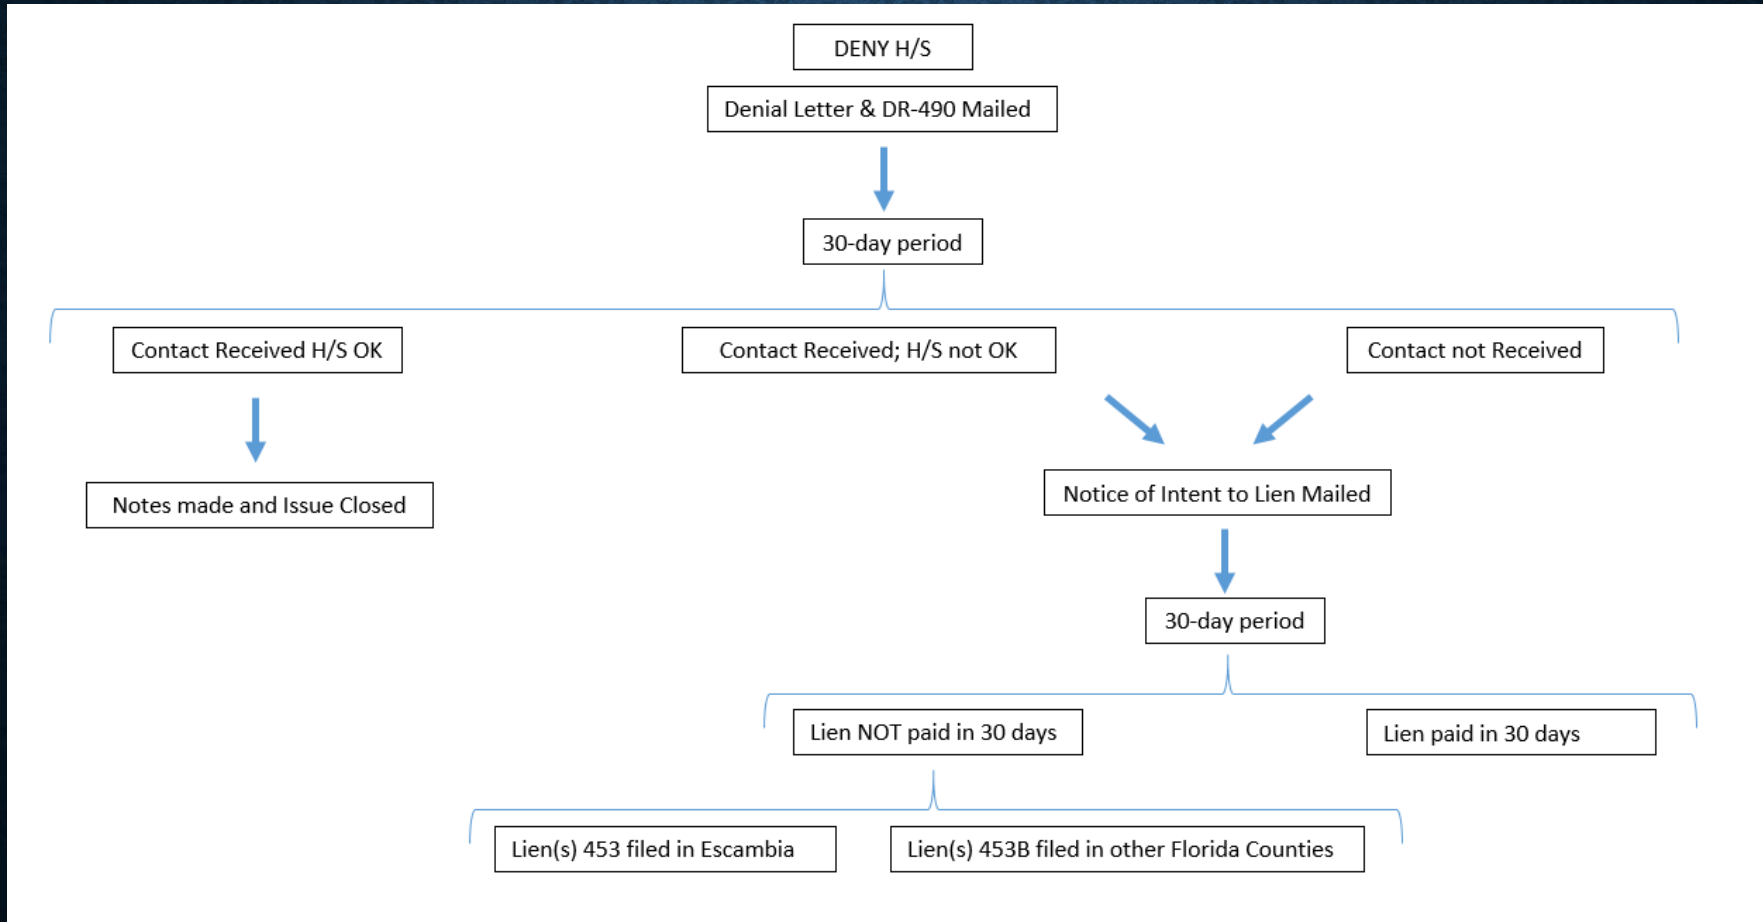 DENY H/S
Denial Letter & DR-490 Mailed
30-day period
Contact Received H/S OK
Contact Received; H/S not OK
Contact not Received
Notes made and Issue Closed
Notice of Intent to Lien Mailed
30-day period
Lien NOT paid in 30 days
Lien paid in 30 days
Lien(s) 453 filed in Escambia
Lien(s) 453B filed in other Florida Counties